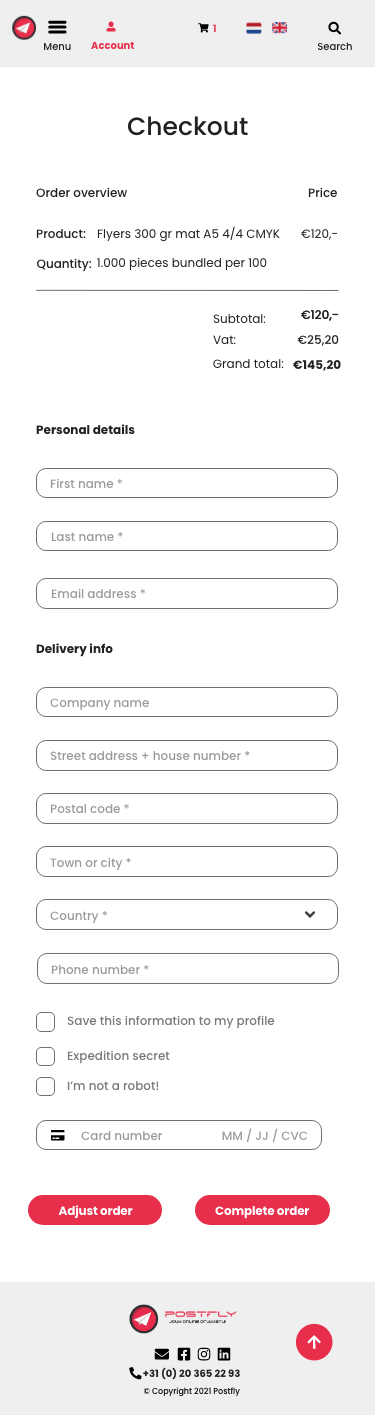 Menu
Account
1
Search
Checkout
Order overview Price
Product: Flyers 300 gr mat A5 4/4 CMYK €120,-
Quantity: 1.000 pieces bundled per 100
Subtotal: €120,-
Vat: €25,20
Grand total: €145,20
Personal details
First name *
Last name *
Email address *
Delivery info
Company name
Street address + house number *
Postal code *
Town or city *
Country *
Phone number *
Save this information to my profile
Expedition secret
I'm not a robot!
Card number MM / JJ / CVC
Adjust order Complete order
POSTFLY
JOUW ONLINE DRUKKERIJ!
+31 (0) 20 365 22 93
© Copyright 2021 Postfly